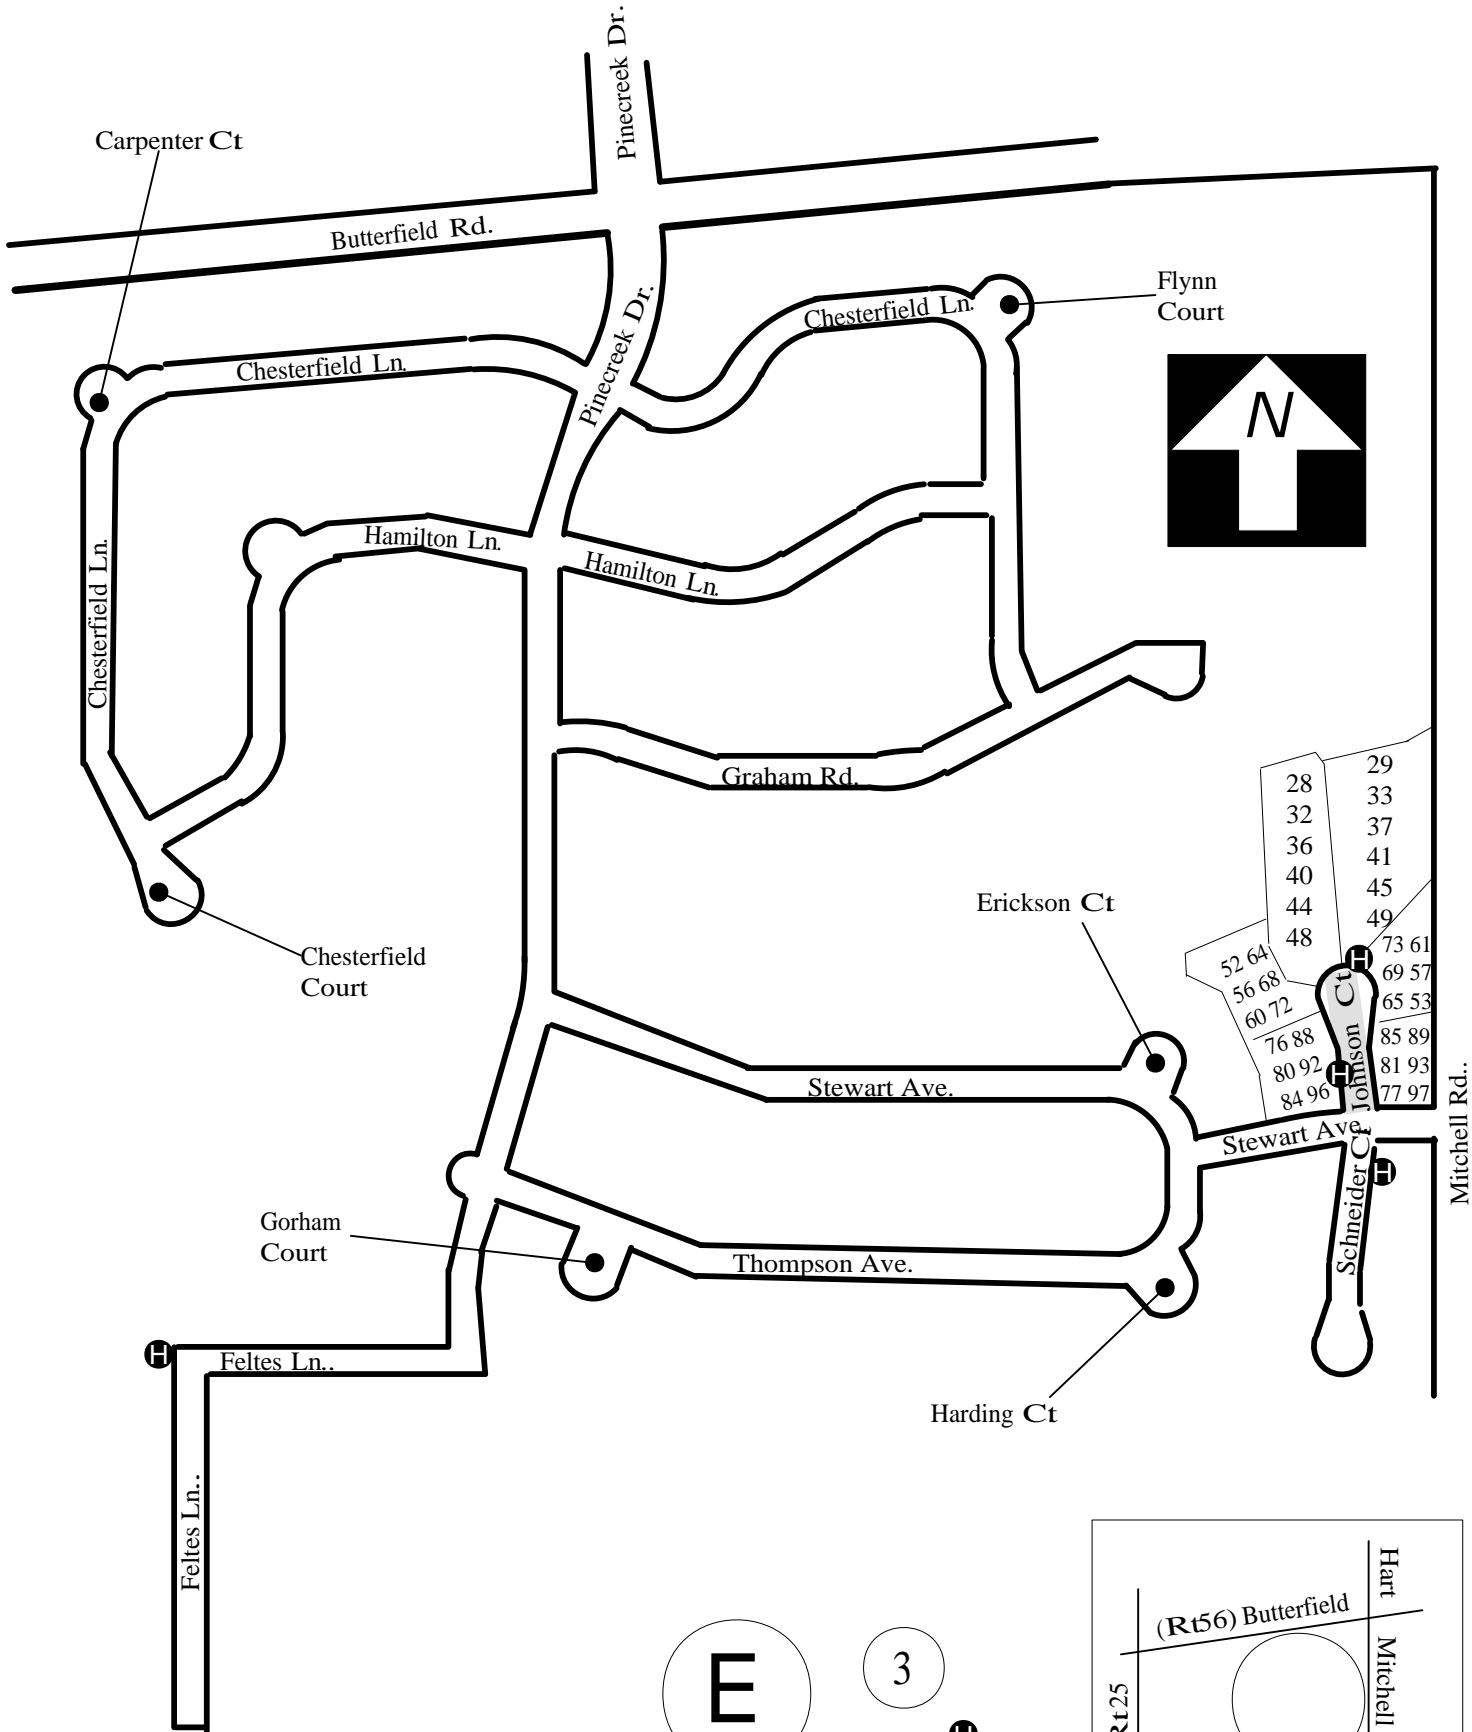 Pinecreek Dr.
Carpenter Ct
Butterfield Rd.
Flynn
Court
Chesterfield Ln.
Pinecreek Dr.
Chesterfield Ln.
N
Hamilton Ln.
Hamilton Ln.
Chesterfield Ln.
Graham Rd.
28
32
36
40
44
48
29
33
37
41
45
49
Erickson Ct
Chesterfield
Court
52 64
56 68
60 72
73 61
69 57
65 53
H
76 88
80 92
84 96
85 89
81 93
77 97
H
Johnson Ct
Stewart Ave.
Stewart Ave
Mitchell Rd..
H
Schneider Ct
Gorham
Court
Thompson Ave.
H
Feltes Ln..
Harding Ct
Feltes Ln..
E
3
H
Hart
(Rt56) Butterfield
Mitchell
Rt25